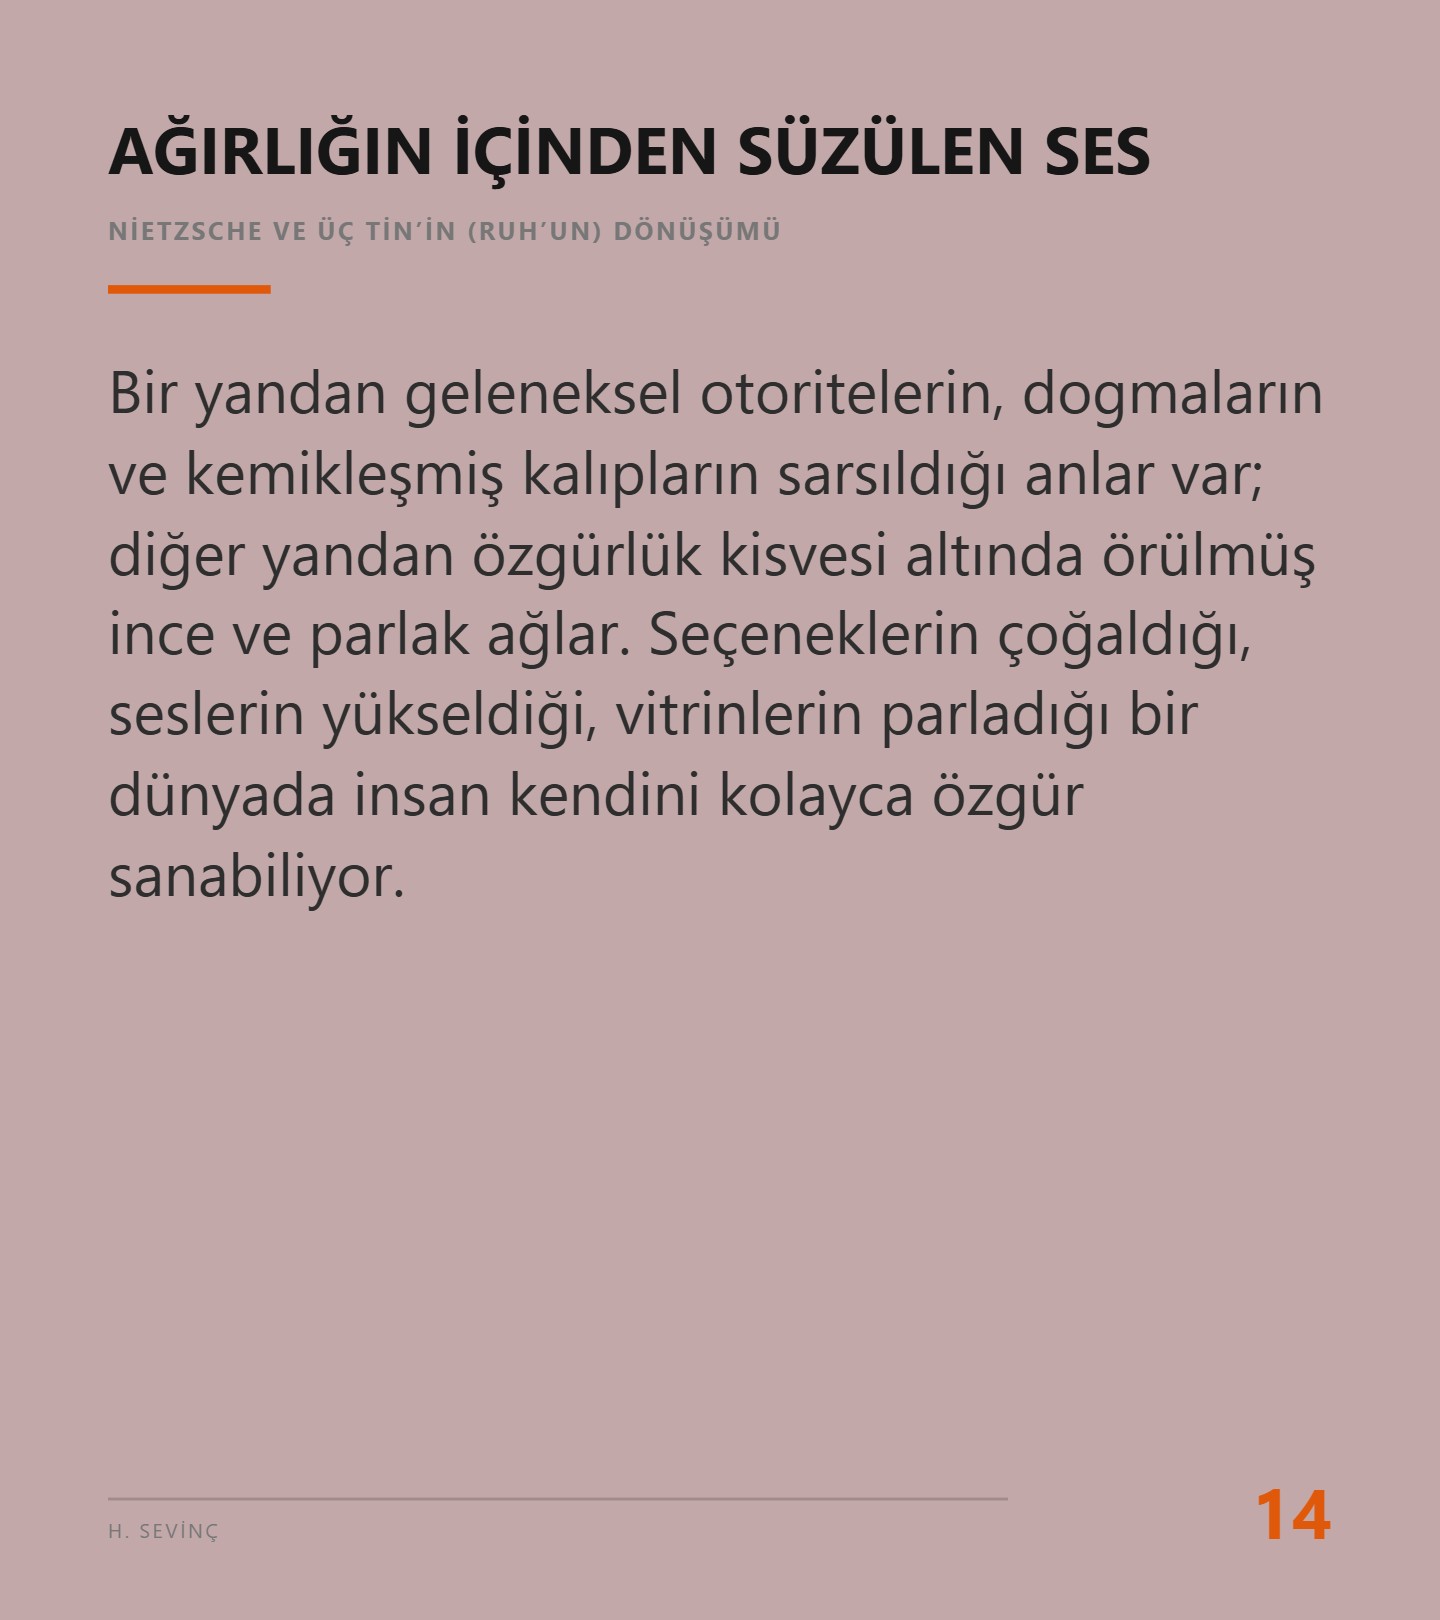 AĞIRLIĞIN İÇİNDEN SÜZÜLEN SES
NİETZSCHE VE ÜÇ TİN’İN (RUH’UN) DÖNÜŞÜMÜ
Bir yandan geleneksel otoritelerin, dogmaların
ve kemikleşmiş kalıpların sarsıldığı anlar var;
diğer yandan özgürlük kisvesi altında örülmüş
ince ve parlak ağlar. Seçeneklerin çoğaldığı,
seslerin yükseldiği, vitrinlerin parladığı bir
dünyada insan kendini kolayca özgür
sanabiliyor.
H. SEVİNÇ
14